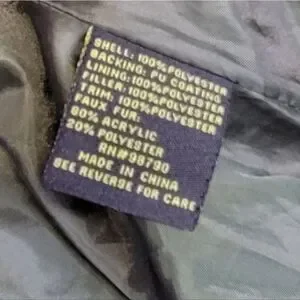 SHELL: 100% POLYESTER
BACKING: PU COATING
LINING: 100% POLYESTER
FILLER: 100% POLYESTER
TRIM: 100% POLYESTER
FAUX FUR:
80% ACRYLIC
20% POLYESTER
RN#98790
MADE IN CHINA
SEE REVERSE FOR CARE